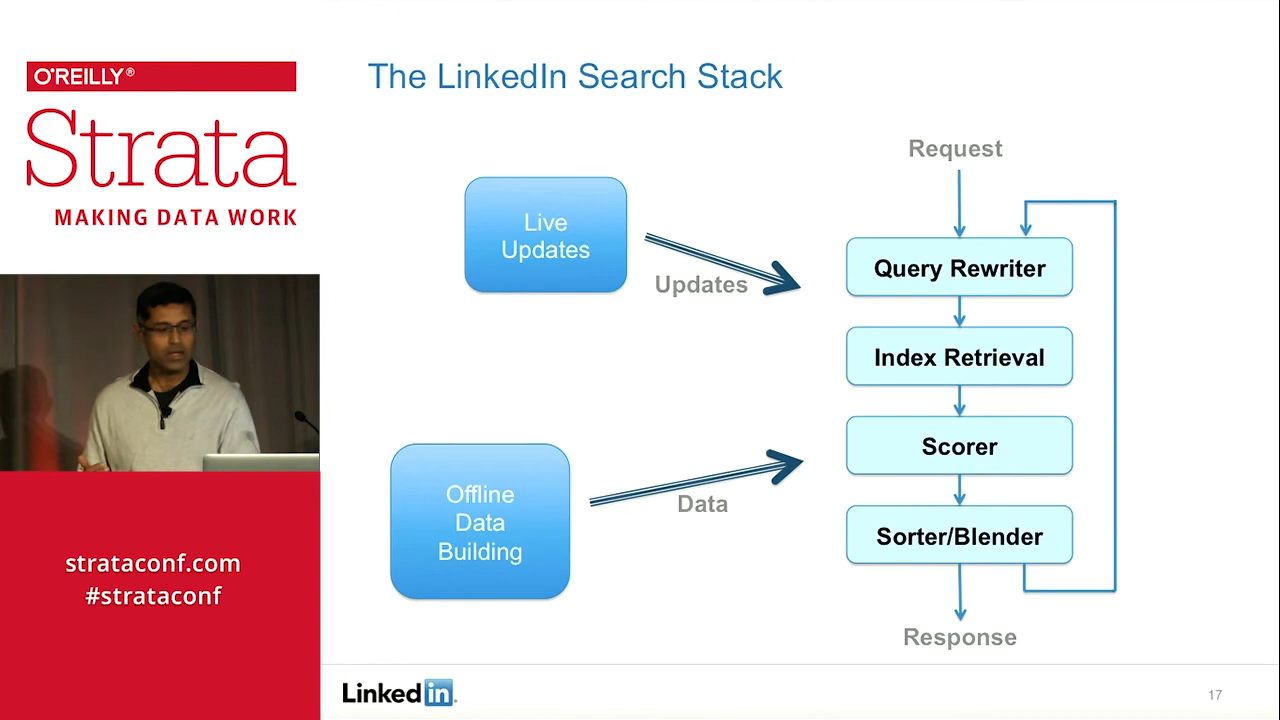 O'REILLY®
Strata
MAKING DATA WORK
strataconf.com
#strataconf
The LinkedIn Search Stack
Live
Updates
Updates
Offline
Data
Building
Data
Request
Query Rewriter
Index Retrieval
Scorer
Sorter/Blender
Response
Linked in.
17